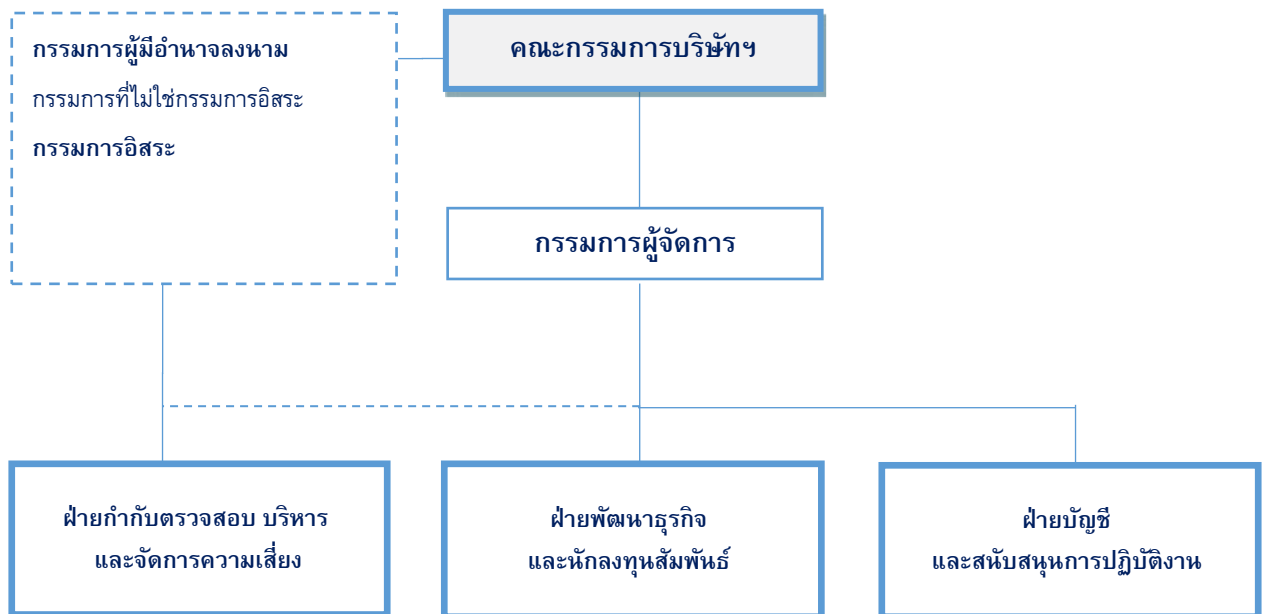 กรรมการผู้มีอำนาจลงนาม
กรรมการที่ไม่ใช่กรรมการอิสระ
กรรมการอิสระ
คณะกรรมการบริษัทฯ
กรรมการผู้จัดการ
ฝ่ายกำกับตรวจสอบ บริหาร
และจัดการความเสี่ยง
ฝ่ายพัฒนาธุรกิจ
และนักลงทุนสัมพันธ์
ฝ่ายบัญชี
และสนับสนุนการปฏิบัติงาน